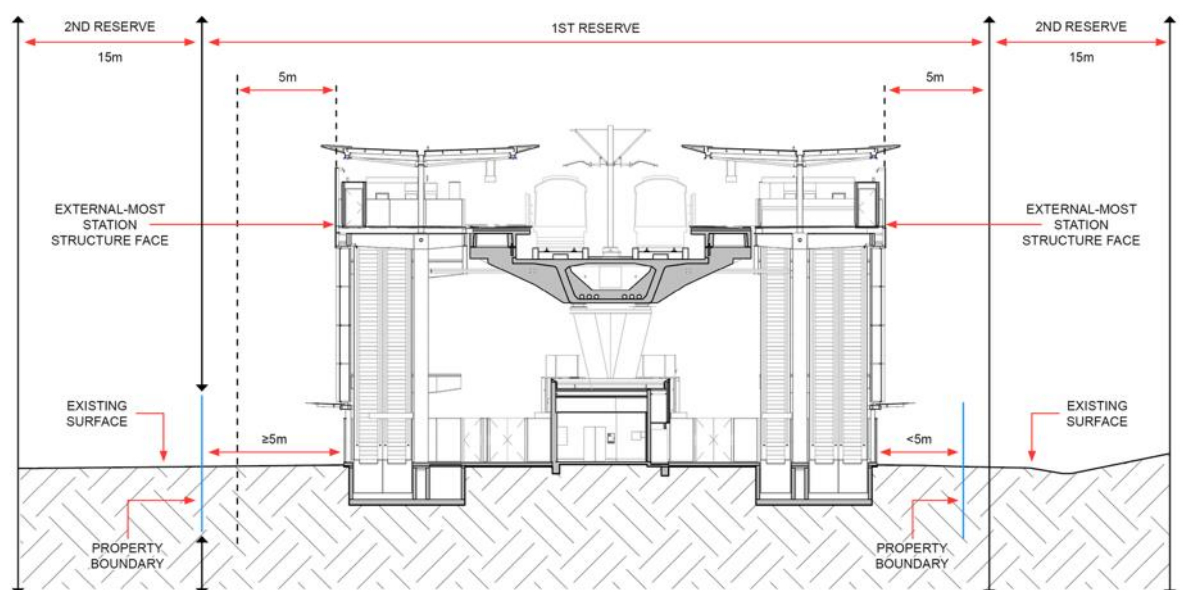 2ND RESERVE
1ST RESERVE
2ND RESERVE
15m
15m
5m
5m
EXTERNAL-MOST
STATION
STRUCTURE FACE
EXTERNAL-MOST
STATION
STRUCTURE FACE
EXISTING
SURFACE
EXISTING
SURFACE
≥5m
<5m
PROPERTY
BOUNDARY
PROPERTY
BOUNDARY